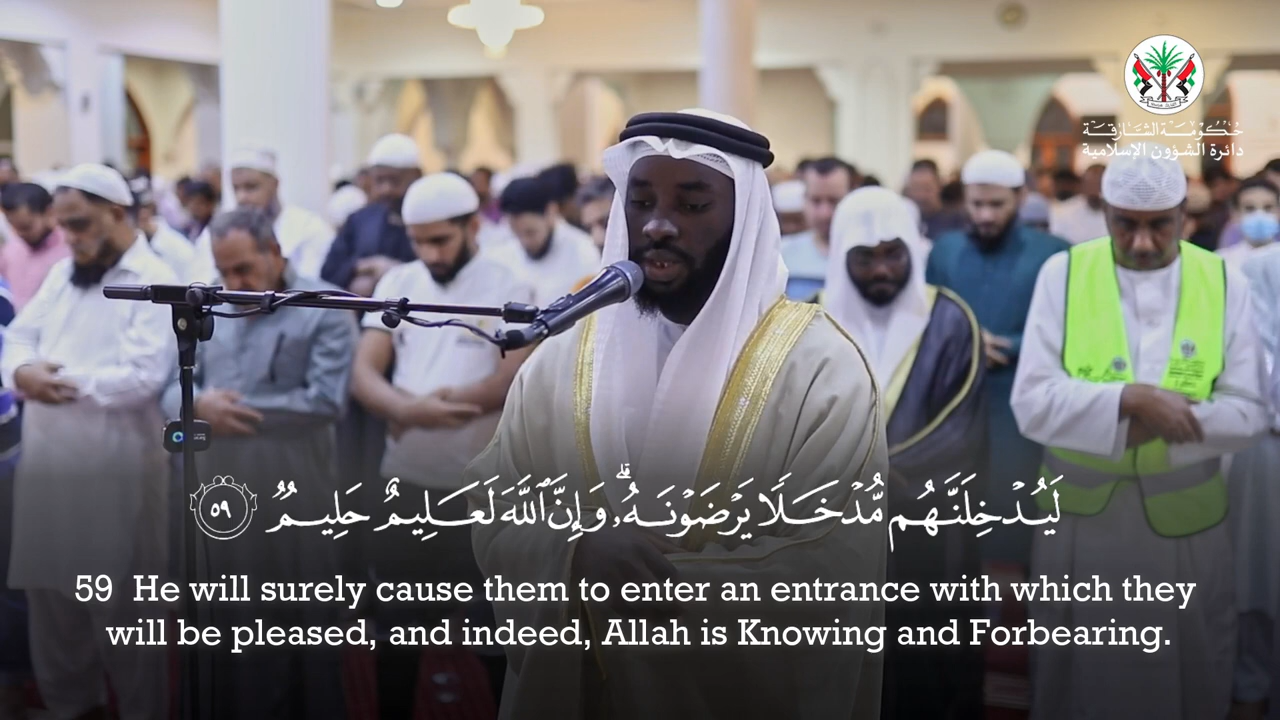 حكومة الشارقة
دائرة الشؤون الإسلامية
لَيُدْخِلَنَّهُم مُّدْخَلًا يَرْضَوْنَهُۥۗ وَإِنَّ ٱللَّهَ لَعَلِيمٌ حَلِيمٌ ٥٩
59 He will surely cause them to enter an entrance with which they
will be pleased, and indeed, Allah is Knowing and Forbearing.